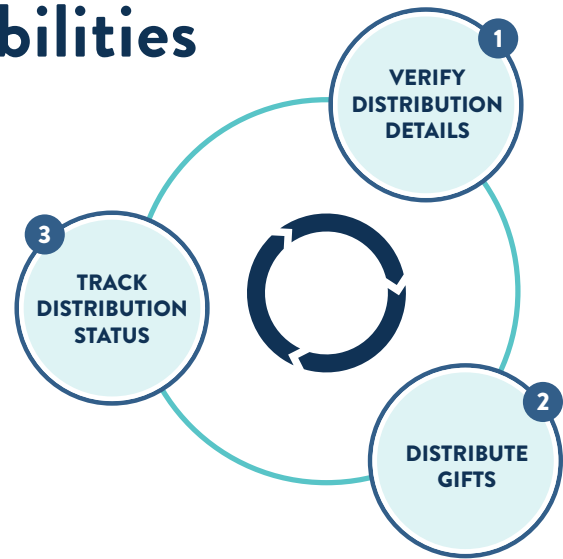 bilities
1
VERIFY
DISTRIBUTION
DETAILS
2
DISTRIBUTE
GIFTS
3
TRACK
DISTRIBUTION
STATUS